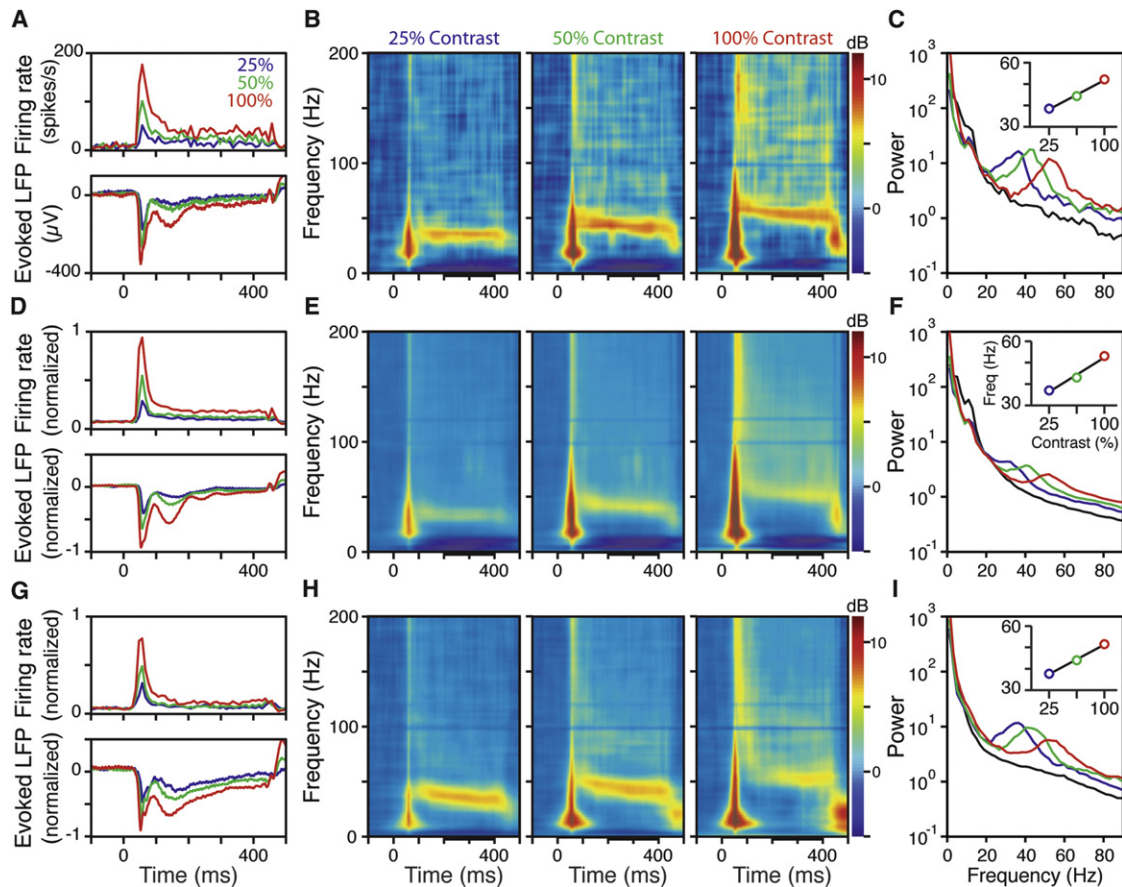 A
Firing rate
(spikes/s)
200
100
0
25%
50%
100%
Evoked LFP
(µV)
0
-400
0
400
B
25% Contrast
50% Contrast
100% Contrast
dB
10
0
Frequency (Hz)
200
100
0
0
400
0
400
0
400
C
Power
10³
10²
10¹
10⁰
10⁻¹
60
30
25
100
0
20
40
60
80
D
Firing rate
(normalized)
1
0
Evoked LFP
(normalized)
0
-1
0
400
E
dB
10
0
Frequency (Hz)
200
100
0
0
400
0
400
0
400
F
Power
10³
10²
10¹
10⁰
10⁻¹
Freq (Hz)
60
30
25
100
Contrast (%)
0
20
40
60
80
G
Firing rate
(normalized)
1
0
Evoked LFP
(normalized)
0
-1
0
400
Time (ms)
H
dB
10
0
Frequency (Hz)
200
100
0
0
400
0
400
0
400
Time (ms)
Time (ms)
Time (ms)
I
Power
10³
10²
10¹
10⁰
10⁻¹
60
30
25
100
0
20
40
60
80
Frequency (Hz)